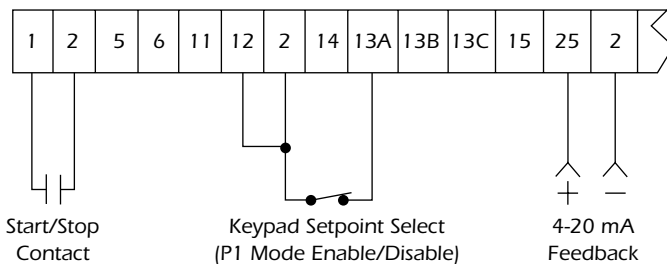 1 2 5 6 11 12 2 14 13A 13B 13C 15 25 2
+ −
Start/Stop Keypad Setpoint Select 4-20 mA
Contact (P1 Mode Enable/Disable) Feedback